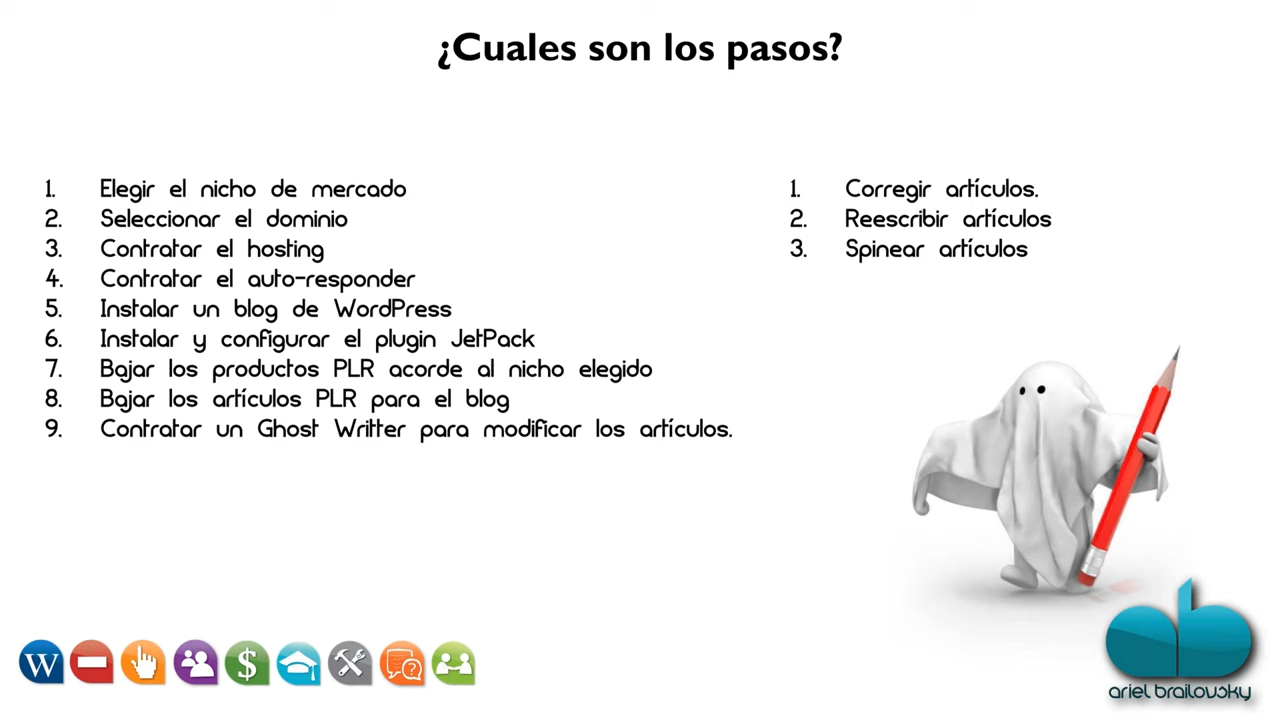 ¿Cuales son los pasos?
1. Elegir el nicho de mercado
2. Seleccionar el dominio
3. Contratar el hosting
4. Contratar el auto-responder
5. Instalar un blog de WordPress
6. Instalar y configurar el plugin JetPack
7. Bajar los productos PLR acorde al nicho elegido
8. Bajar los artículos PLR para el blog
9. Contratar un Ghost Writter para modificar los artículos.
1. Corregir artículos.
2. Reescribir artículos
3. Spinear artículos
W
$
?
ab
ariel brailovsky